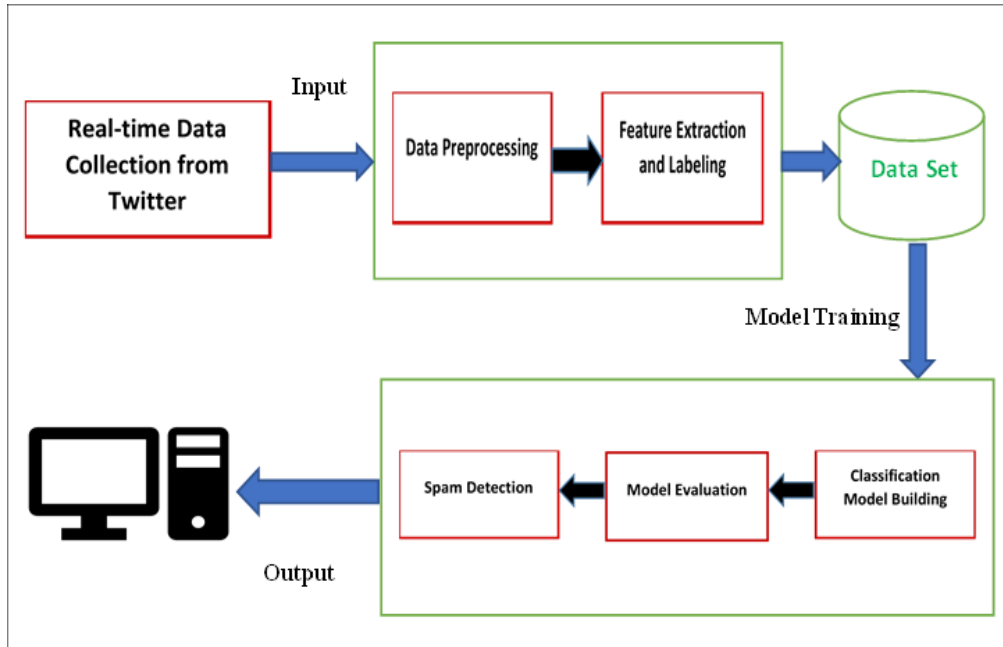 Input
Real-time Data
Collection from
Twitter
Data Preprocessing
Feature Extraction
and Labeling
Data Set
Model Training
Classification
Model Building
Model Evaluation
Spam Detection
Output